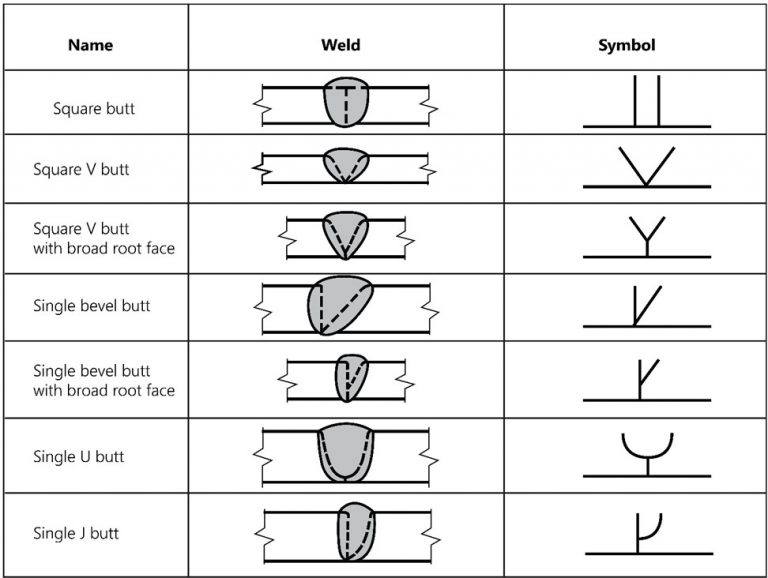 Name
Weld
Symbol
Square butt
Square V butt
Square V butt
with broad root face
Single bevel butt
Single bevel butt
with broad root face
Single U butt
Single J butt